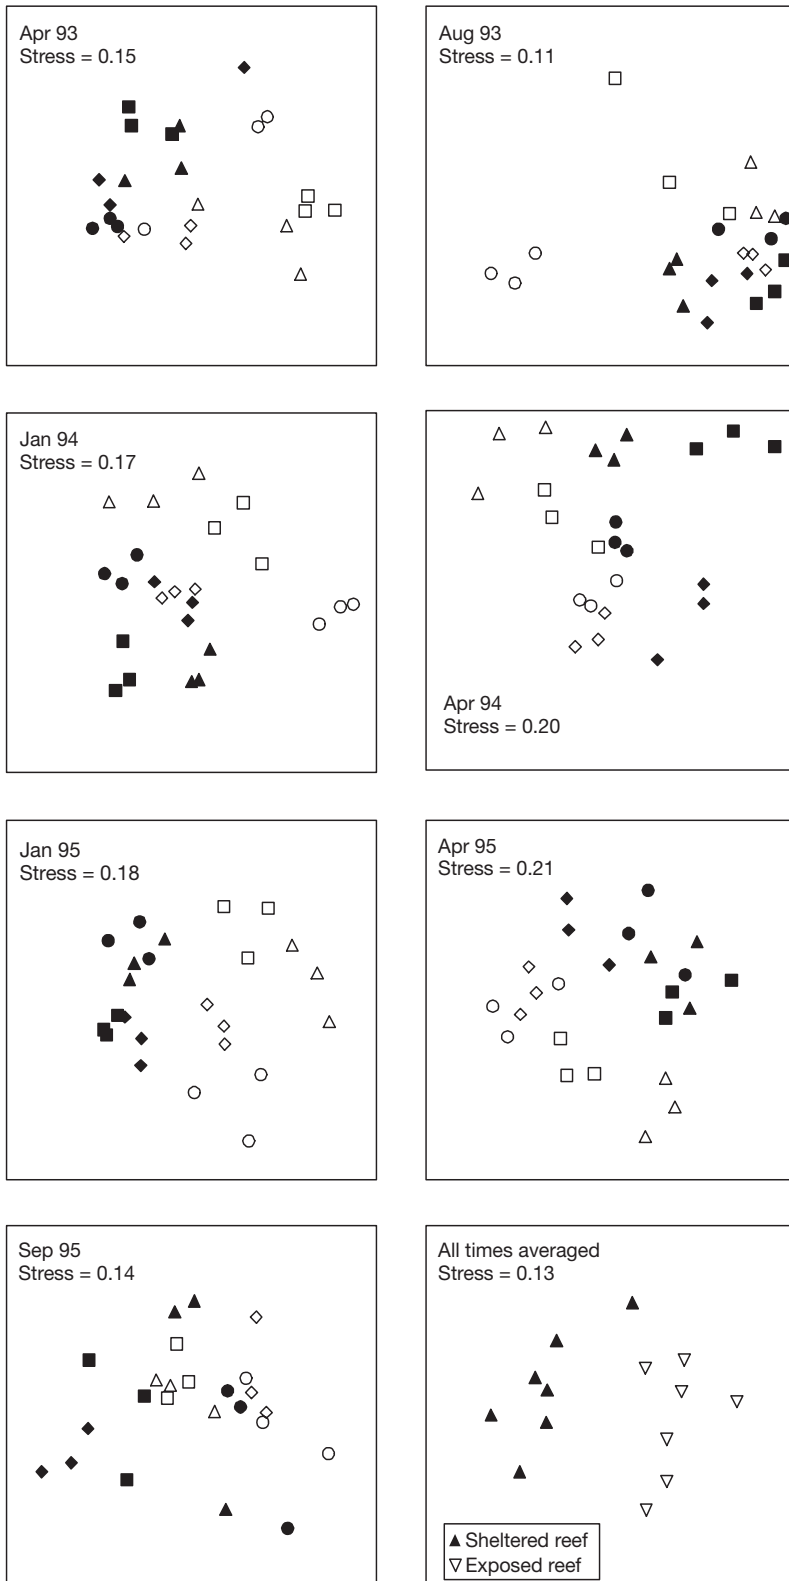 Apr 93
Stress = 0.15
Aug 93
Stress = 0.11
Jan 94
Stress = 0.17
Apr 94
Stress = 0.20
Jan 95
Stress = 0.18
Apr 95
Stress = 0.21
Sep 95
Stress = 0.14
All times averaged
Stress = 0.13
Sheltered reef
Exposed reef